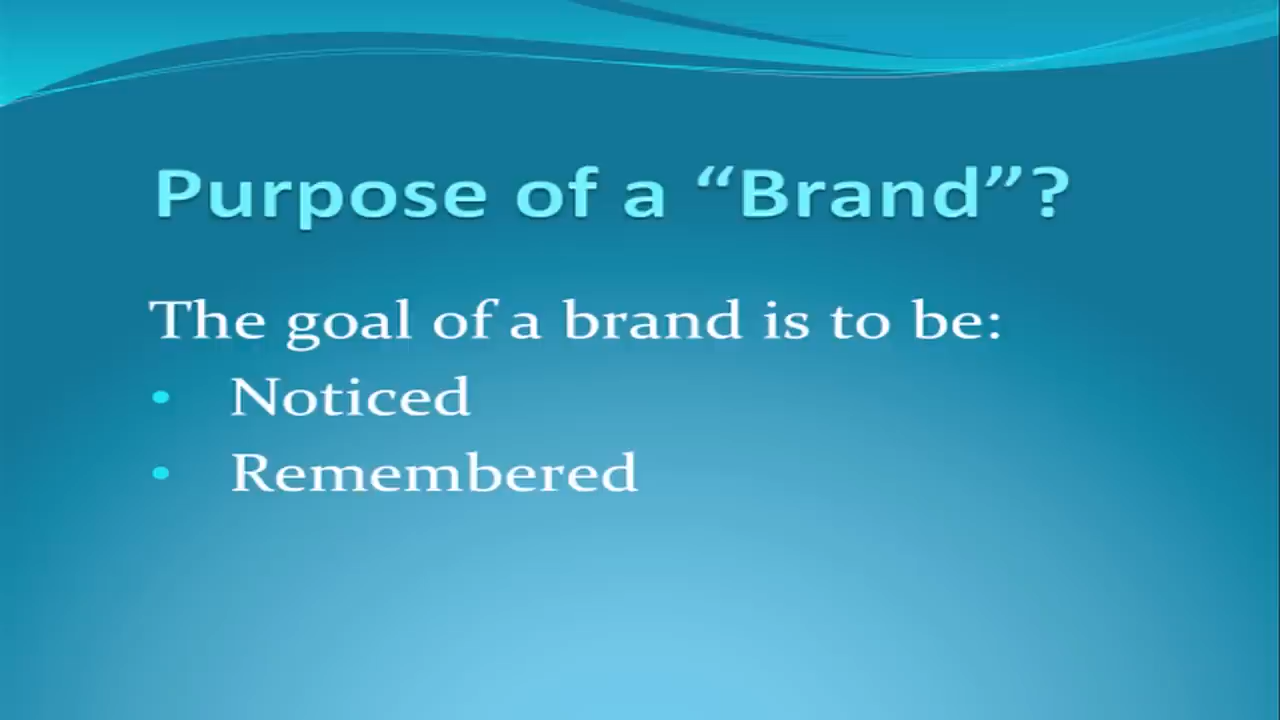 Purpose of a “Brand”?
The goal of a brand is to be:
• Noticed
• Remembered